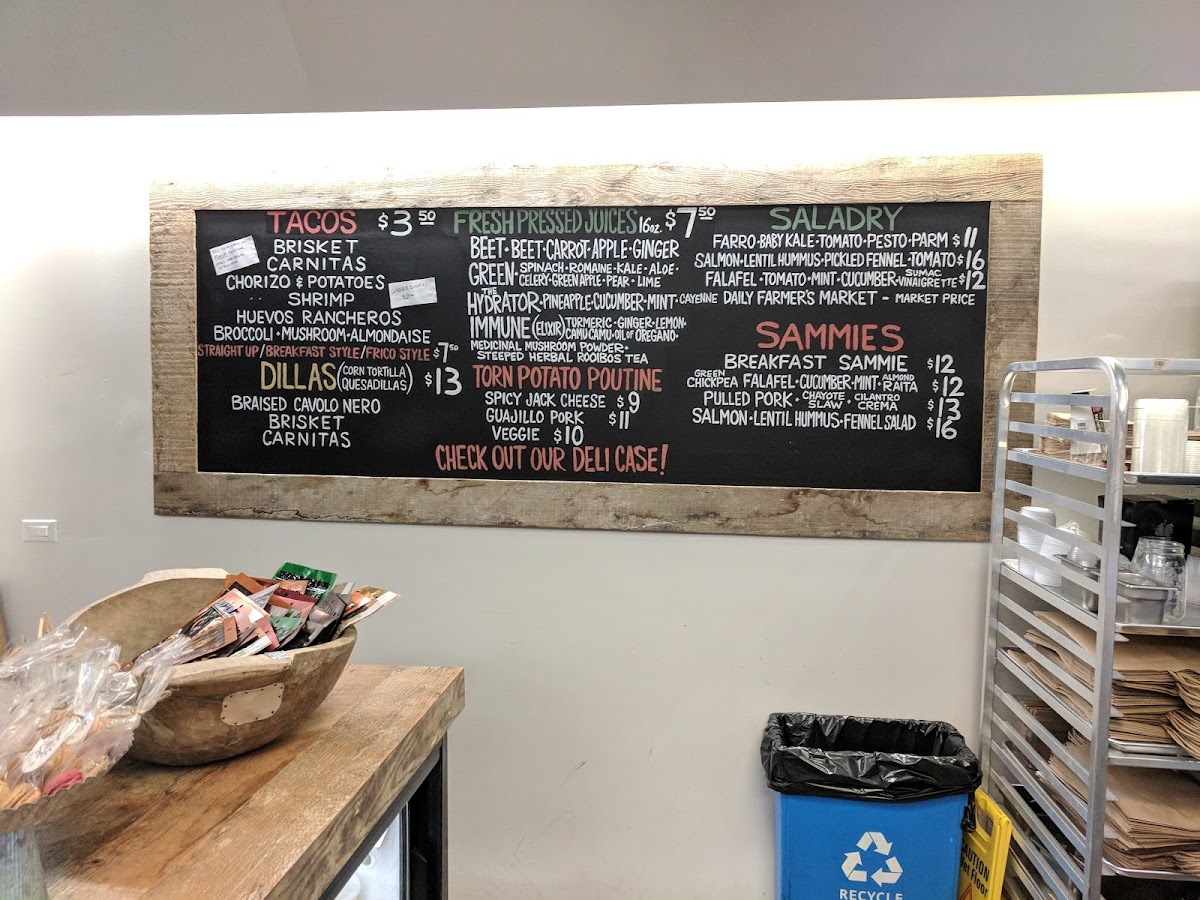 TACOS $3.50
BRISKET
CARNITAS
CHORIZO & POTATOES
SHRIMP
HUEVOS RANCHEROS
BROCCOLI • MUSHROOM • ALMONDAISE
STRAIGHT UP/BREAKFAST STYLE/FRICO STYLE $7.50
DILLAS (CORN TORTILLA QUESADILLAS) $13
BRAISED CAVOLO NERO
BRISKET
CARNITAS
FRESH PRESSED JUICES 16oz. $7.50
BEET • BEET • CARROT • APPLE • GINGER
GREEN • SPINACH • ROMAINE • KALE • ALOE •
CELERY • GREEN APPLE • PEAR • LIME
THE HYDRATOR • PINEAPPLE • CUCUMBER • MINT • CAYENNE
IMMUNE (ELIXIR) TURMERIC • GINGER • LEMON •
CAMU CAMU • OIL OF OREGANO •
MEDICINAL MUSHROOM POWDER •
STEEPED HERBAL ROOIBOS TEA
TORN POTATO POUTINE
SPICY JACK CHEESE $9
GUAJILLO PORK $11
VEGGIE $10
CHECK OUT OUR DELI CASE!
SALADRY
FARRO • BABY KALE • TOMATO • PESTO • PARM $11
SALMON • LENTIL HUMMUS • PICKLED FENNEL • TOMATO $16
FALAFEL • TOMATO • MINT • CUCUMBER • SUMAC VINAIGRETTE $12
DAILY FARMER'S MARKET - MARKET PRICE
SAMMIES
BREAKFAST SAMMIE $12
GREEN CHICKPEA FALAFEL • CUCUMBER • MINT • ALMOND RAITA $12
PULLED PORK • CHAYOTE SLAW • CILANTRO CREMA $13
SALMON • LENTIL HUMMUS • FENNEL SALAD $16
RECYCLE
CAUTION
Wet Floor